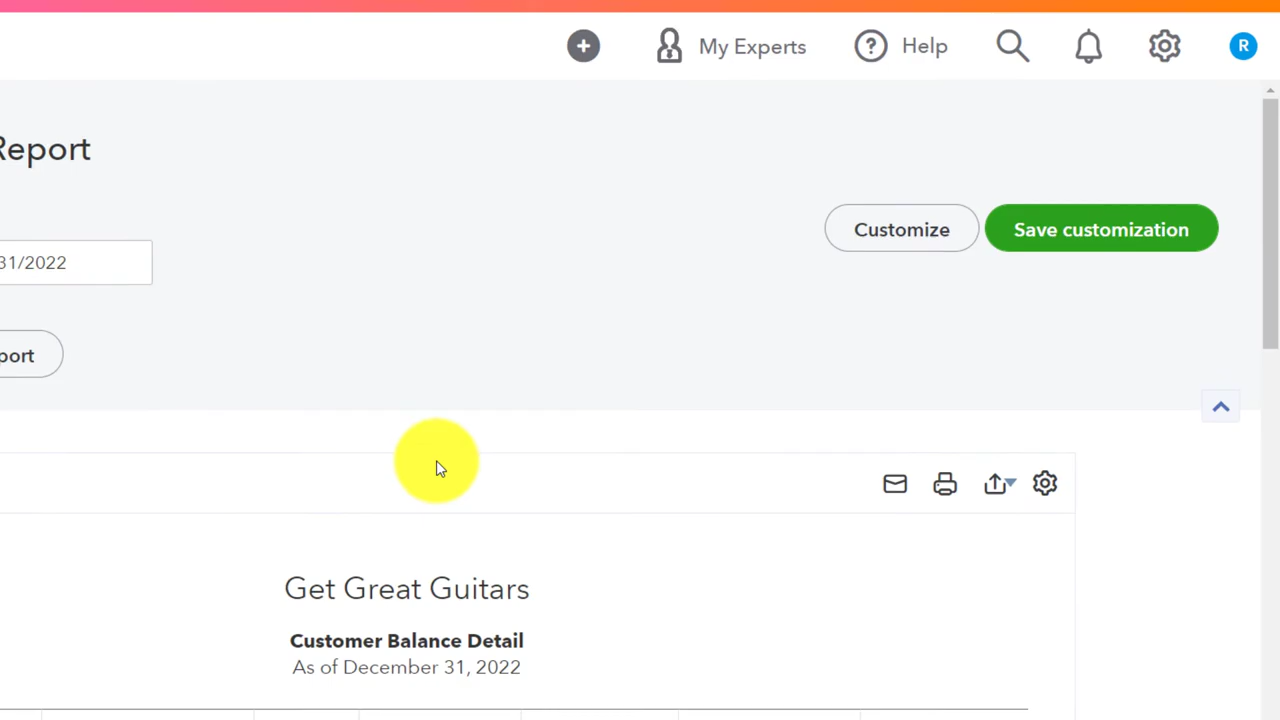 My Experts
Help
R
Report
Customize
Save customization
31/2022
port
Get Great Guitars
Customer Balance Detail
As of December 31, 2022